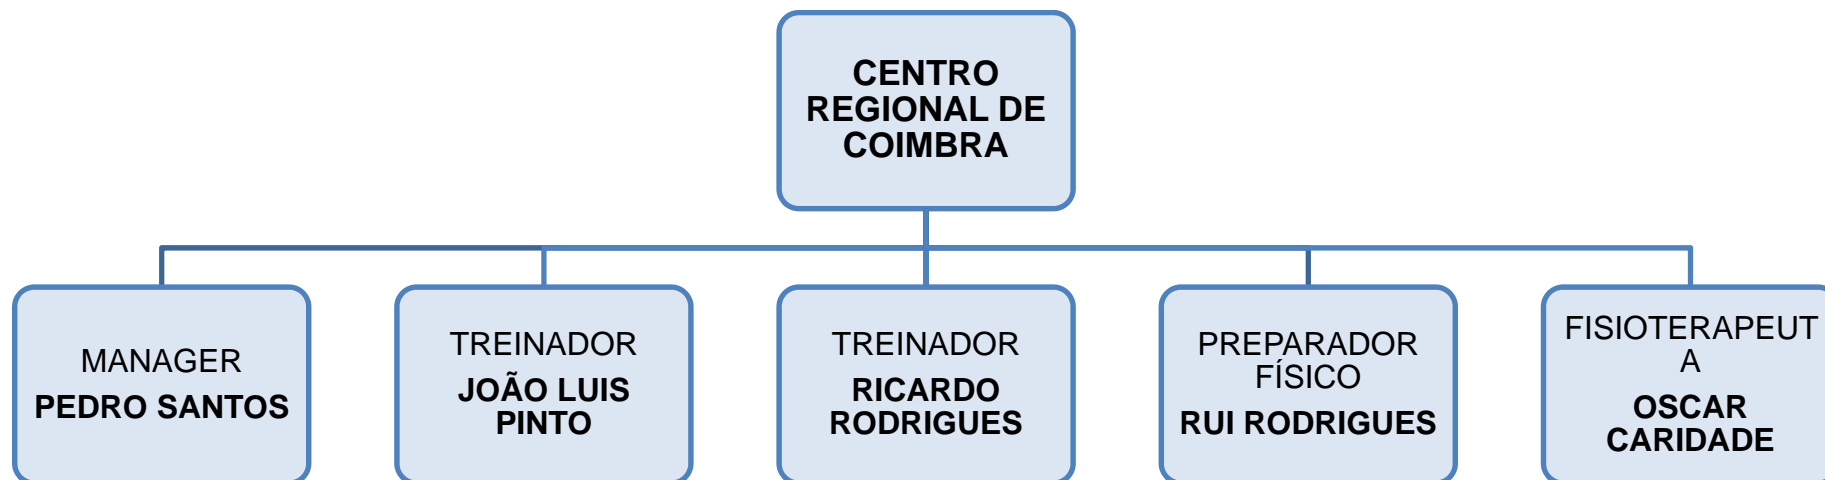 CENTRO
REGIONAL DE
COIMBRA
MANAGER
PEDRO SANTOS
TREINADOR
JOÃO LUIS
PINTO
TREINADOR
RICARDO
RODRIGUES
PREPARADOR
FÍSICO
RUI RODRIGUES
FISIOTERAPEUT
A
OSCAR
CARIDADE